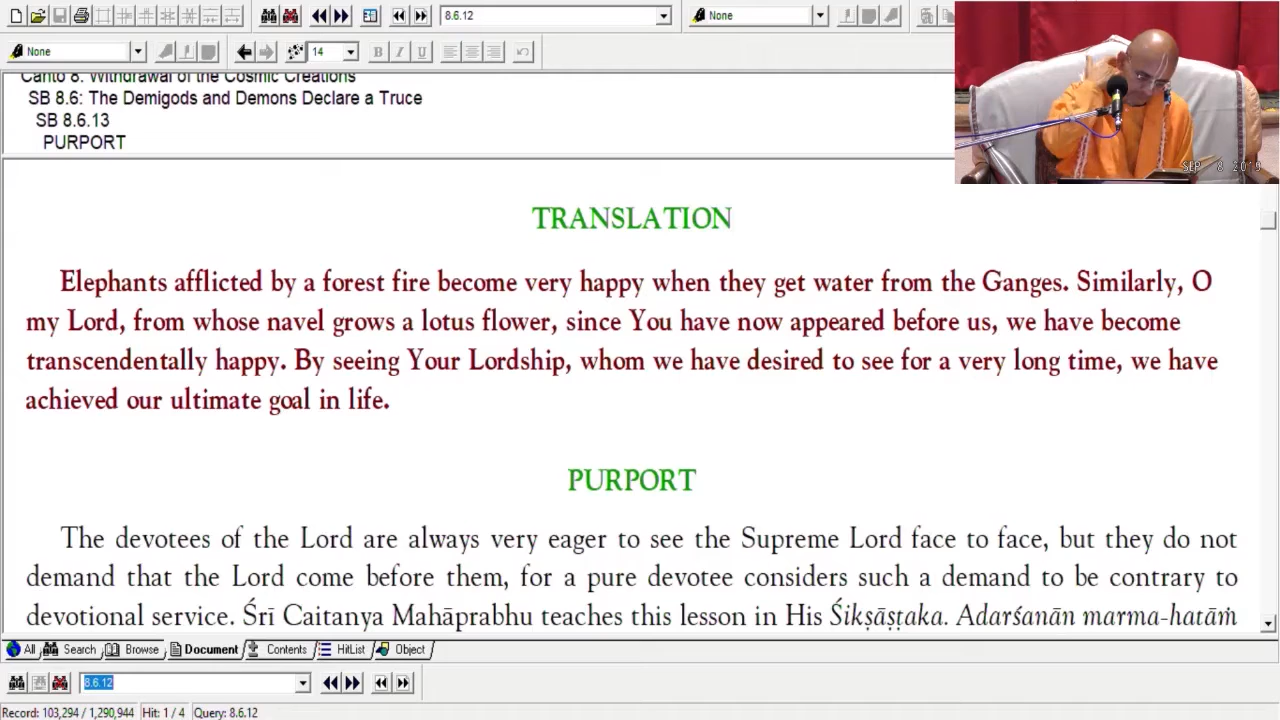 8.6.12
None
None
14
B I U
Canto 8: Withdrawal of the Cosmic Creations
SB 8.6: The Demigods and Demons Declare a Truce
SB 8.6.13
PURPORT
SEP 8 2019
TRANSLATION
Elephants afflicted by a forest fire become very happy when they get water from the Ganges. Similarly, O
my Lord, from whose navel grows a lotus flower, since You have now appeared before us, we have become
transcendentally happy. By seeing Your Lordship, whom we have desired to see for a very long time, we have
achieved our ultimate goal in life.
PURPORT
The devotees of the Lord are always very eager to see the Supreme Lord face to face, but they do not
demand that the Lord come before them, for a pure devotee considers such a demand to be contrary to
devotional service. Śrī Caitanya Mahāprabhu teaches this lesson in His Śikṣāṣṭaka. Adarśanān marma-hatāṁ
All Search Browse Document Contents HitList Object
8.6.12
Record: 103,294 / 1,290,944 Hit: 1 / 4 Query: 8.6.12